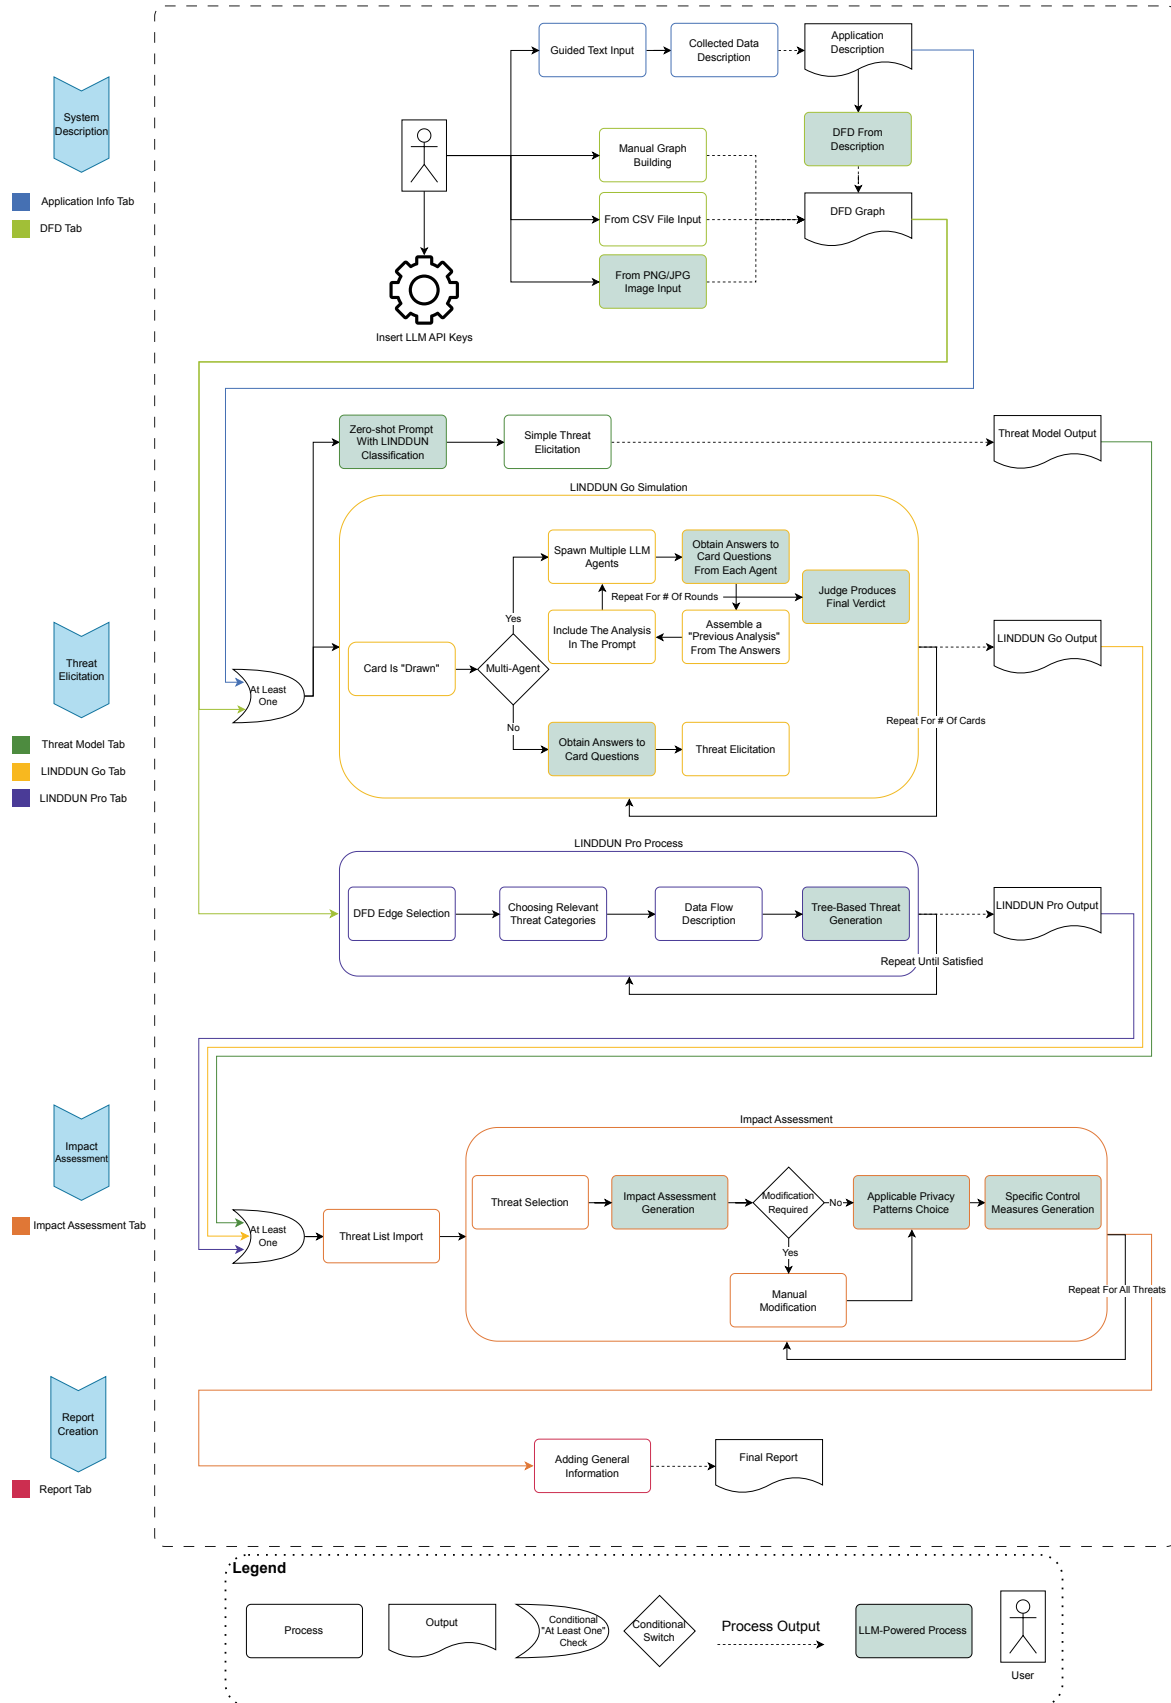 Guided Text Input
Collected Data
Description
Application
Description
System
Description
DFD From
Description
Manual Graph
Building
Application Info Tab
DFD Tab
From CSV File Input
DFD Graph
From PNG/JPG
Image Input
Insert LLM API Keys
Zero-shot Prompt
With LINDDUN
Classification
Simple Threat
Elicitation
Threat Model Output
LINDDUN Go Simulation
Spawn Multiple LLM
Agents
Obtain Answers to
Card Questions
From Each Agent
Repeat For # Of Rounds
Judge Produces
Final Verdict
Yes
Include The Analysis
In The Prompt
Assemble a
"Previous Analysis"
From The Answers
LINDDUN Go Output
Threat
Elicitation
Card Is "Drawn"
Multi-Agent
At Least
One
No
Repeat For # Of Cards
Obtain Answers to
Card Questions
Threat Elicitation
Threat Model Tab
LINDDUN Go Tab
LINDDUN Pro Tab
LINDDUN Pro Process
DFD Edge Selection
Choosing Relevant
Threat Categories
Data Flow
Description
Tree-Based Threat
Generation
LINDDUN Pro Output
Repeat Until Satisfied
Impact Assessment
Impact
Assessment
Threat Selection
Impact Assessment
Generation
Modification
Required
No
Applicable Privacy
Patterns Choice
Specific Control
Measures Generation
Impact Assessment Tab
At Least
One
Threat List Import
Yes
Manual
Modification
Repeat For All Threats
Report
Creation
Adding General
Information
Final Report
Report Tab
Legend
Process
Output
Conditional
"At Least One"
Check
Conditional
Switch
Process Output
LLM-Powered Process
User